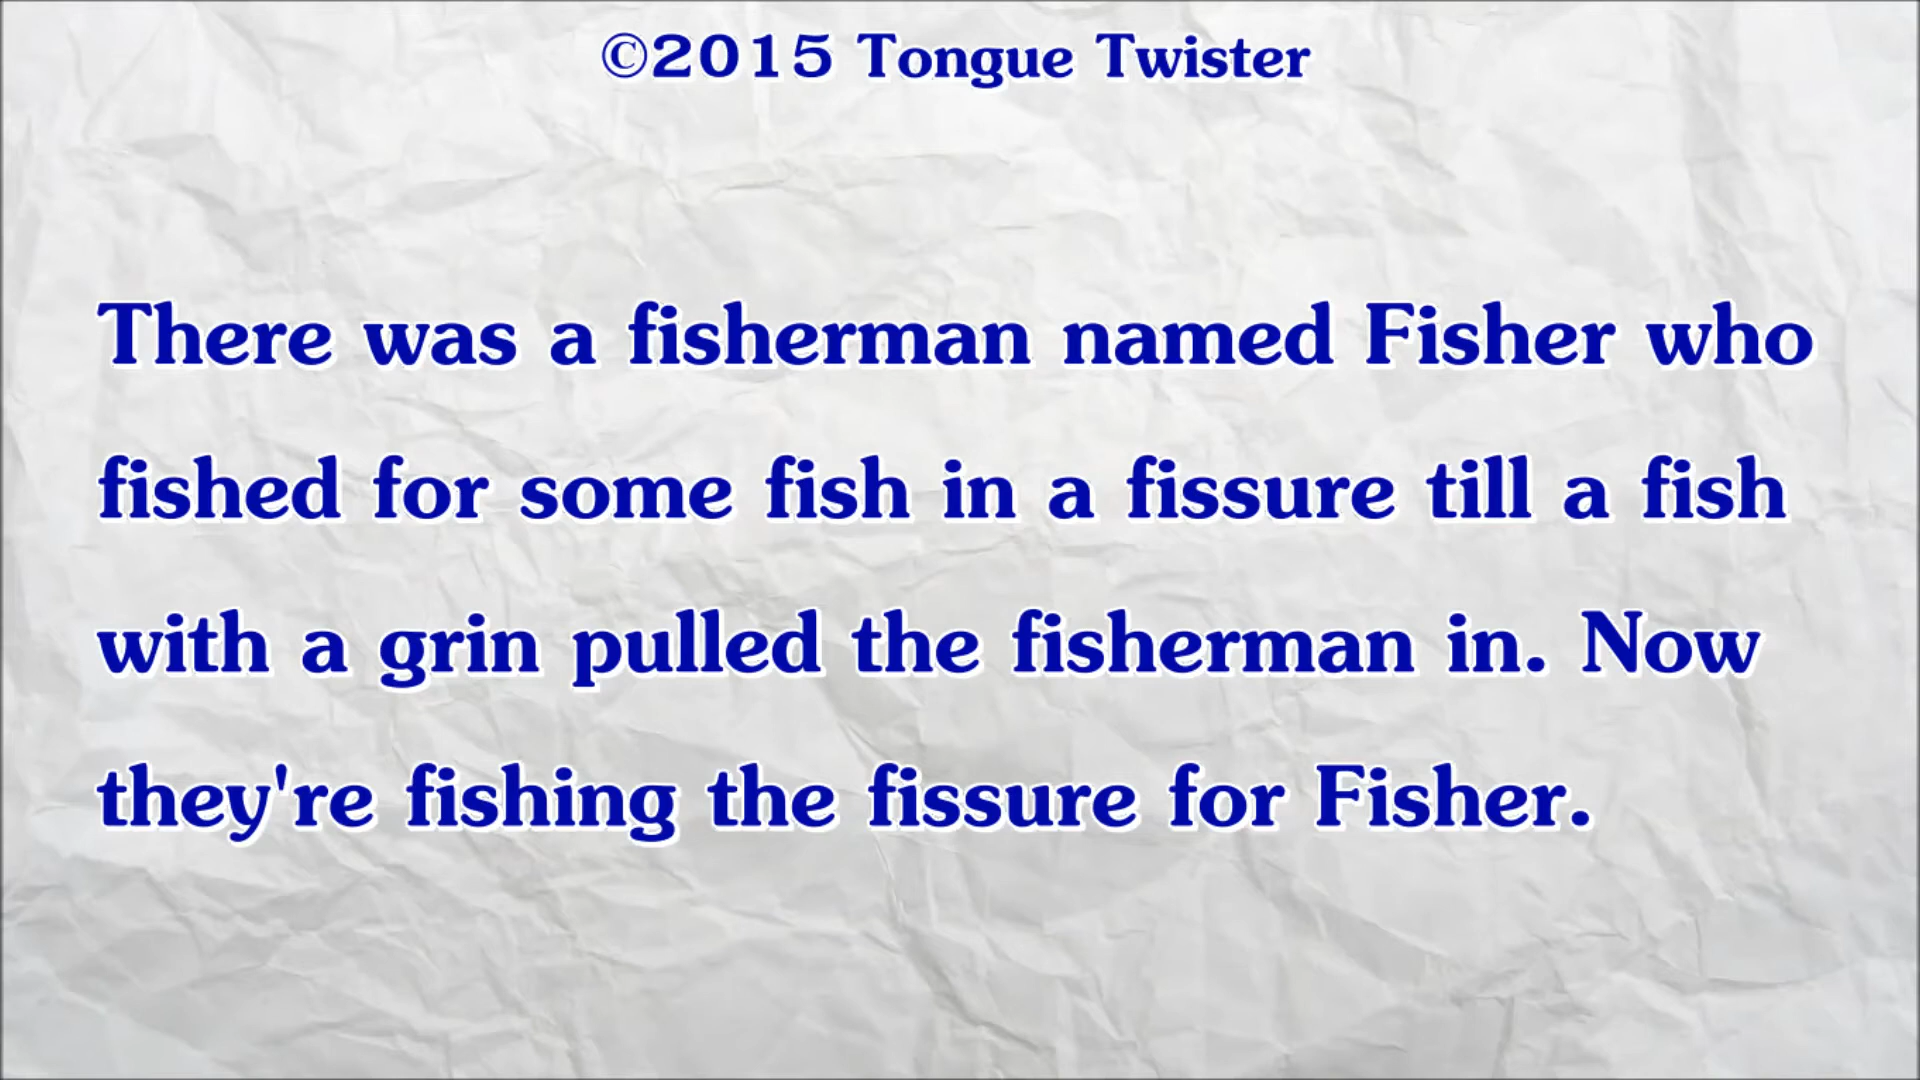 ©2015 Tongue Twister
There was a fisherman named Fisher who
fished for some fish in a fissure till a fish
with a grin pulled the fisherman in. Now
they're fishing the fissure for Fisher.